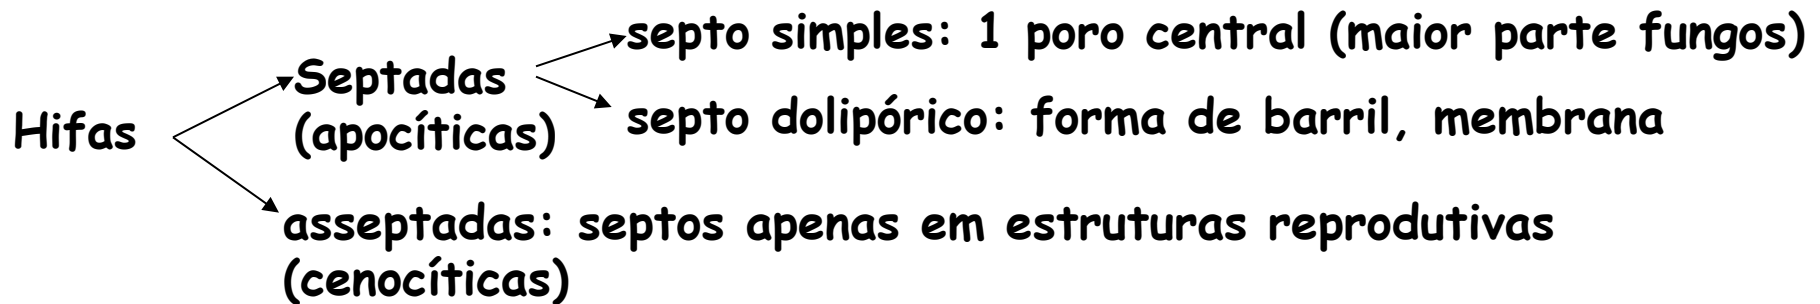 Hifas
Septadas
(apocíticas)
septo simples: 1 poro central (maior parte fungos)
septo dolipórico: forma de barril, membrana
asseptadas: septos apenas em estruturas reprodutivas
(cenocíticas)